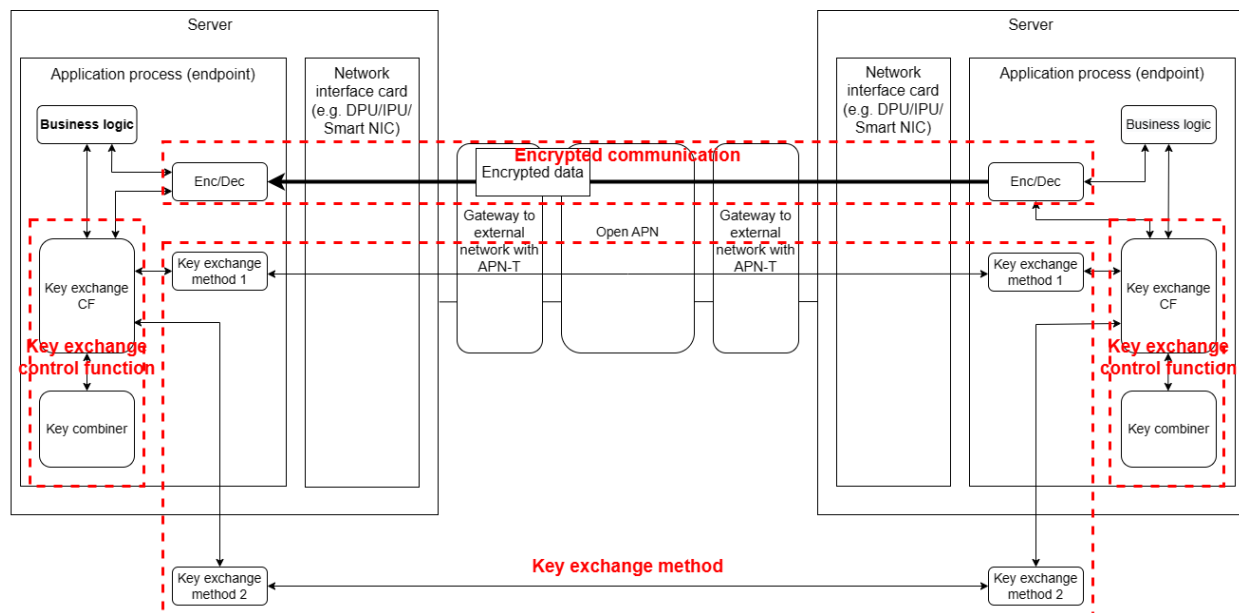 Server
Server
Application process (endpoint)
Network
interface card
(e.g. DPU/IPU/
Smart NIC)
Network
interface card
(e.g. DPU/IPU/
Smart NIC)
Application process (endpoint)
Business logic
Business logic
Encrypted communication
Encrypted data
Enc/Dec
Enc/Dec
Gateway to
external
network with
APN-T
Open APN
Gateway to
external
network with
APN-T
Key exchange
CF
Key exchange
method 1
Key exchange
method 1
Key exchange
CF
Key exchange
control function
Key exchange
control function
Key combiner
Key combiner
Key exchange method
Key exchange
method 2
Key exchange
method 2